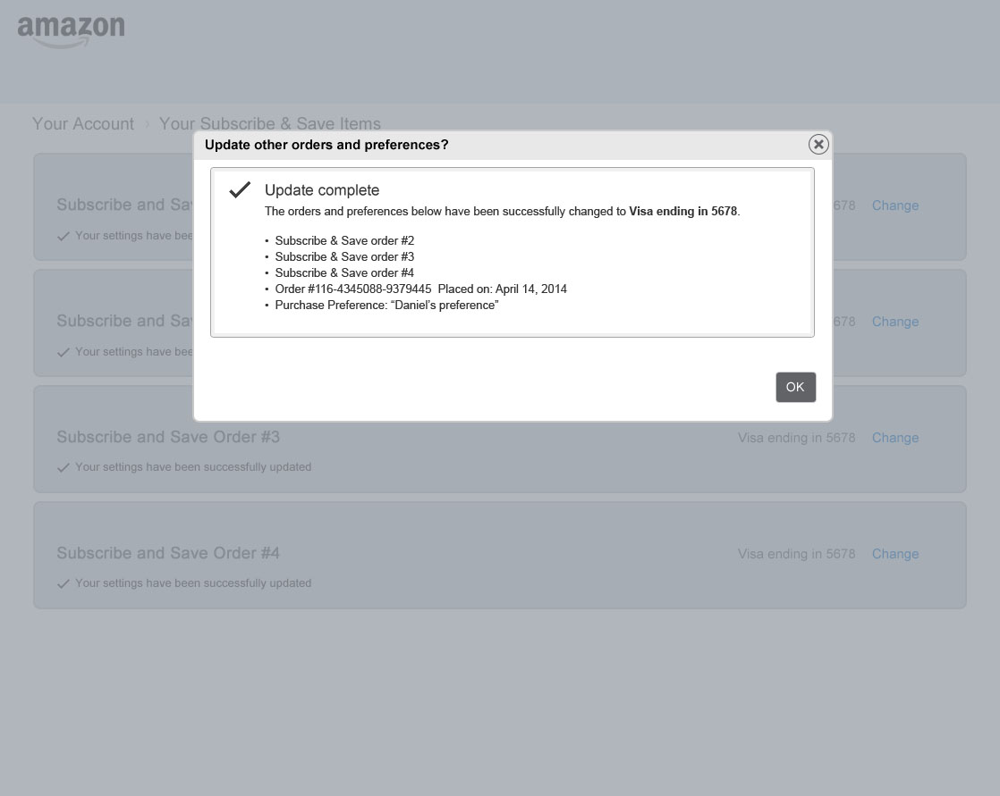 amazon
Your Account › Your Subscribe & Save Items
Update other orders and preferences?
Update complete
The orders and preferences below have been successfully changed to Visa ending in 5678.
• Subscribe & Save order #2
• Subscribe & Save order #3
• Subscribe & Save order #4
• Order #116-4345088-9379445 Placed on: April 14, 2014
• Purchase Preference: “Daniel’s preference”
OK
Subscribe and Sa 678 Change
Your settings have bee
Subscribe and Sa 678 Change
Your settings have bee
Subscribe and Save Order #3 Visa ending in 5678 Change
Your settings have been successfully updated
Subscribe and Save Order #4 Visa ending in 5678 Change
Your settings have been successfully updated